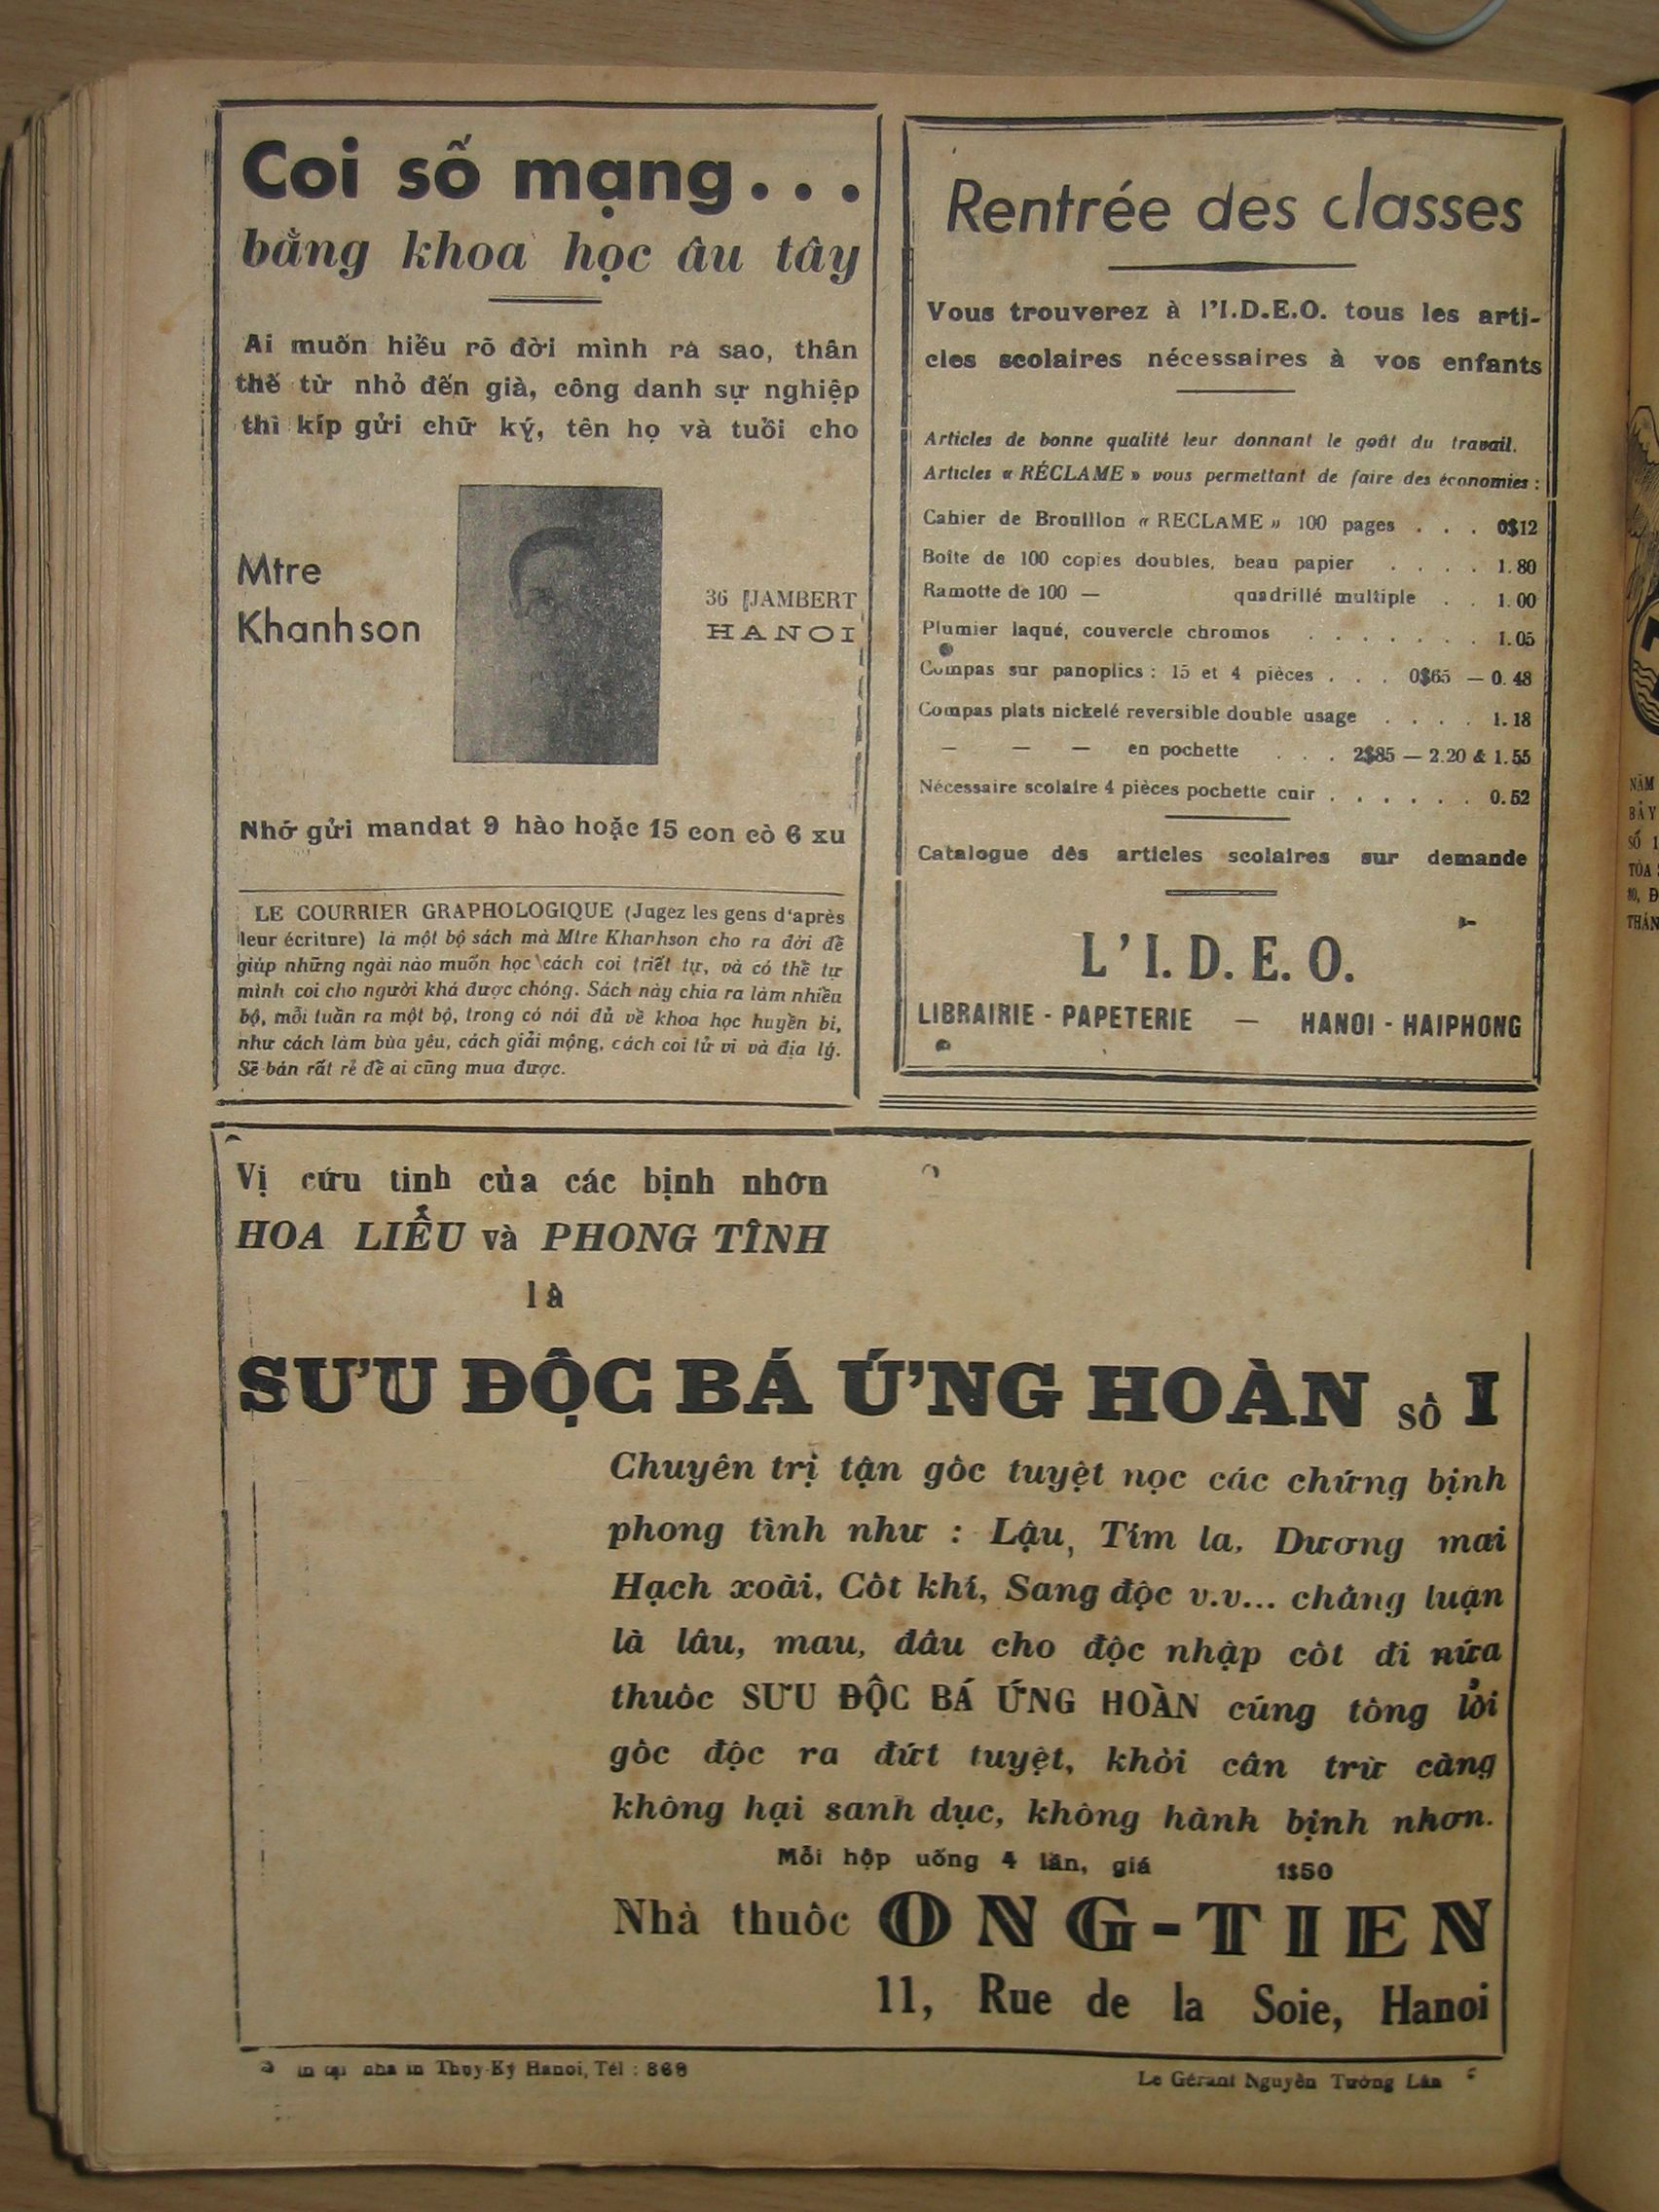 Coi số mạng...
bằng khoa học âu tây
Ai muốn hiểu rõ đời mình ra sao, thân
thế từ nhỏ đến già, công danh sự nghiệp
thì kíp gửi chữ ký, tên họ và tuổi cho
Mtre
Khanhson
36 JAMBERT
HANOI
Nhớ gửi mandat 9 hào hoặc 15 con cò 6 xu
LE COURRIER GRAPHOLOGIQUE (Jugez les gens d'après
leur écriture) là một bộ sách mà Mtre Khanhson cho ra đời để
giúp những ngài nào muốn học cách coi triết tự, và có thể tự
mình coi cho người khá được chóng. Sách này chia ra làm nhiều
bộ, mỗi tuần ra một bộ, trong có nói đủ về khoa học huyền bi,
như cách làm bùa yêu, cách giải mộng, cách coi tử vi và địa lý.
Sẽ bán rất rẻ để ai cũng mua được.
Rentrée des classes
Vous trouverez à l'I.D.E.O. tous les arti-
cles scolaires nécessaires à vos enfants
Articles de bonne qualité leur donnant le goût du travail.
Articles « RÉCLAME » vous permettant de faire des économies :
Cahier de Brouillon « RECLAME » 100 pages . . . 0$12
Boîte de 100 copies doubles, beau papier . . . . 1.80
Ramotte de 100 — quadrillé multiple . . 1.00
Plumier laqué, couvercle chromos . . . . . . . 1.05
Compas sur panoplics : 15 et 4 pièces . . . 0$65 — 0.48
Compas plats nickelé reversible double usage . . . . 1.18
— — — en pochette . . . 2$85 — 2.20 & 1.55
Nécessaire scolaire 4 pièces pochette cuir . . . . . . 0.52
Catalogue dès articles scolaires sur demande
L'I.D.E.O.
LIBRAIRIE - PAPETERIE — HANOI - HAIPHONG
Vị cứu tinh của các bịnh nhơn
HOA LIỄU và PHONG TÌNH
là
SƯU ĐỘC BÁ ỨNG HOÀN số I
Chuyên trị tận gốc tuyệt nọc các chứng bịnh
phong tình như : Lậu, Tim la, Dương mai
Hạch xoài, Cốt khí, Sang độc v.v... chẳng luận
là lâu, mau, đâu cho độc nhập cốt đi nữa
thuốc SƯU ĐỘC BÁ ỨNG HOÀN cũng tống lỏi
gốc độc ra đứt tuyệt, khỏi cần trừ căng
không hại sanh dục, không hành bịnh nhơn.
Mỗi hộp uống 4 lần, giá 1$50
Nhà thuốc ONG-TIEN
11, Rue de la Soie, Hanoi
nhà in Thụy-Ký Hanoi, Tél : 868
Le Gérant Nguyễn Tường Lân
NĂM
BẢY
SỐ 1
TÒA
THÁN